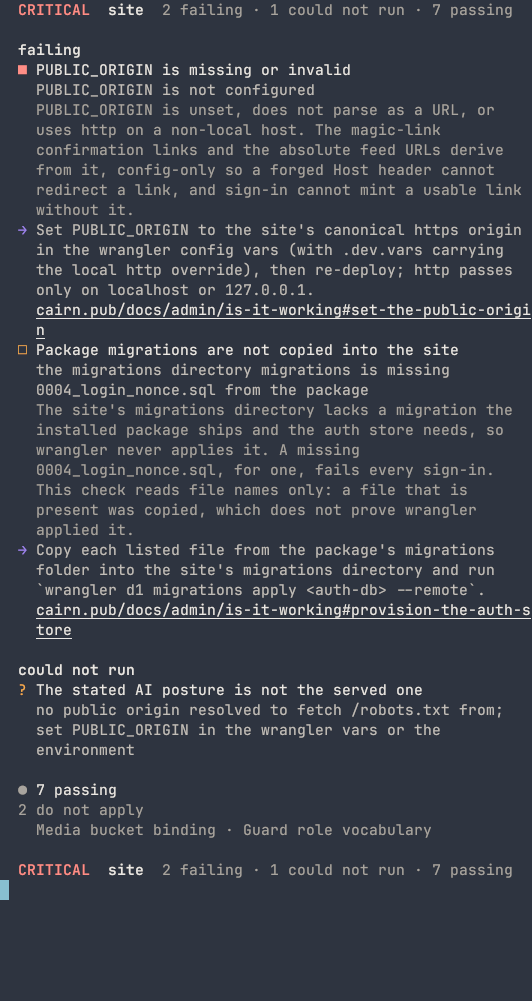 CRITICAL  site  2 failing · 1 could not run · 7 passing
failing
PUBLIC_ORIGIN is missing or invalid
PUBLIC_ORIGIN is not configured
PUBLIC_ORIGIN is unset, does not parse as a URL, or
uses http on a non-local host. The magic-link
confirmation links and the absolute feed URLs derive
from it, config-only so a forged Host header cannot
redirect a link, and sign-in cannot mint a usable link
without it.
→ Set PUBLIC_ORIGIN to the site's canonical https origin
in the wrangler config vars (with .dev.vars carrying
the local http override), then re-deploy; http passes
only on localhost or 127.0.0.1.
cairn.pub/docs/admin/is-it-working#set-the-public-origi
n
Package migrations are not copied into the site
the migrations directory migrations is missing
0004_login_nonce.sql from the package
The site's migrations directory lacks a migration the
installed package ships and the auth store needs, so
wrangler never applies it. A missing
0004_login_nonce.sql, for one, fails every sign-in.
This check reads file names only: a file that is
present was copied, which does not prove wrangler
applied it.
→ Copy each listed file from the package's migrations
folder into the site's migrations directory and run
`wrangler d1 migrations apply <auth-db> --remote`.
cairn.pub/docs/admin/is-it-working#provision-the-auth-s
tore
could not run
? The stated AI posture is not the served one
no public origin resolved to fetch /robots.txt from;
set PUBLIC_ORIGIN in the wrangler vars or the
environment
● 7 passing
2 do not apply
Media bucket binding · Guard role vocabulary
CRITICAL  site  2 failing · 1 could not run · 7 passing